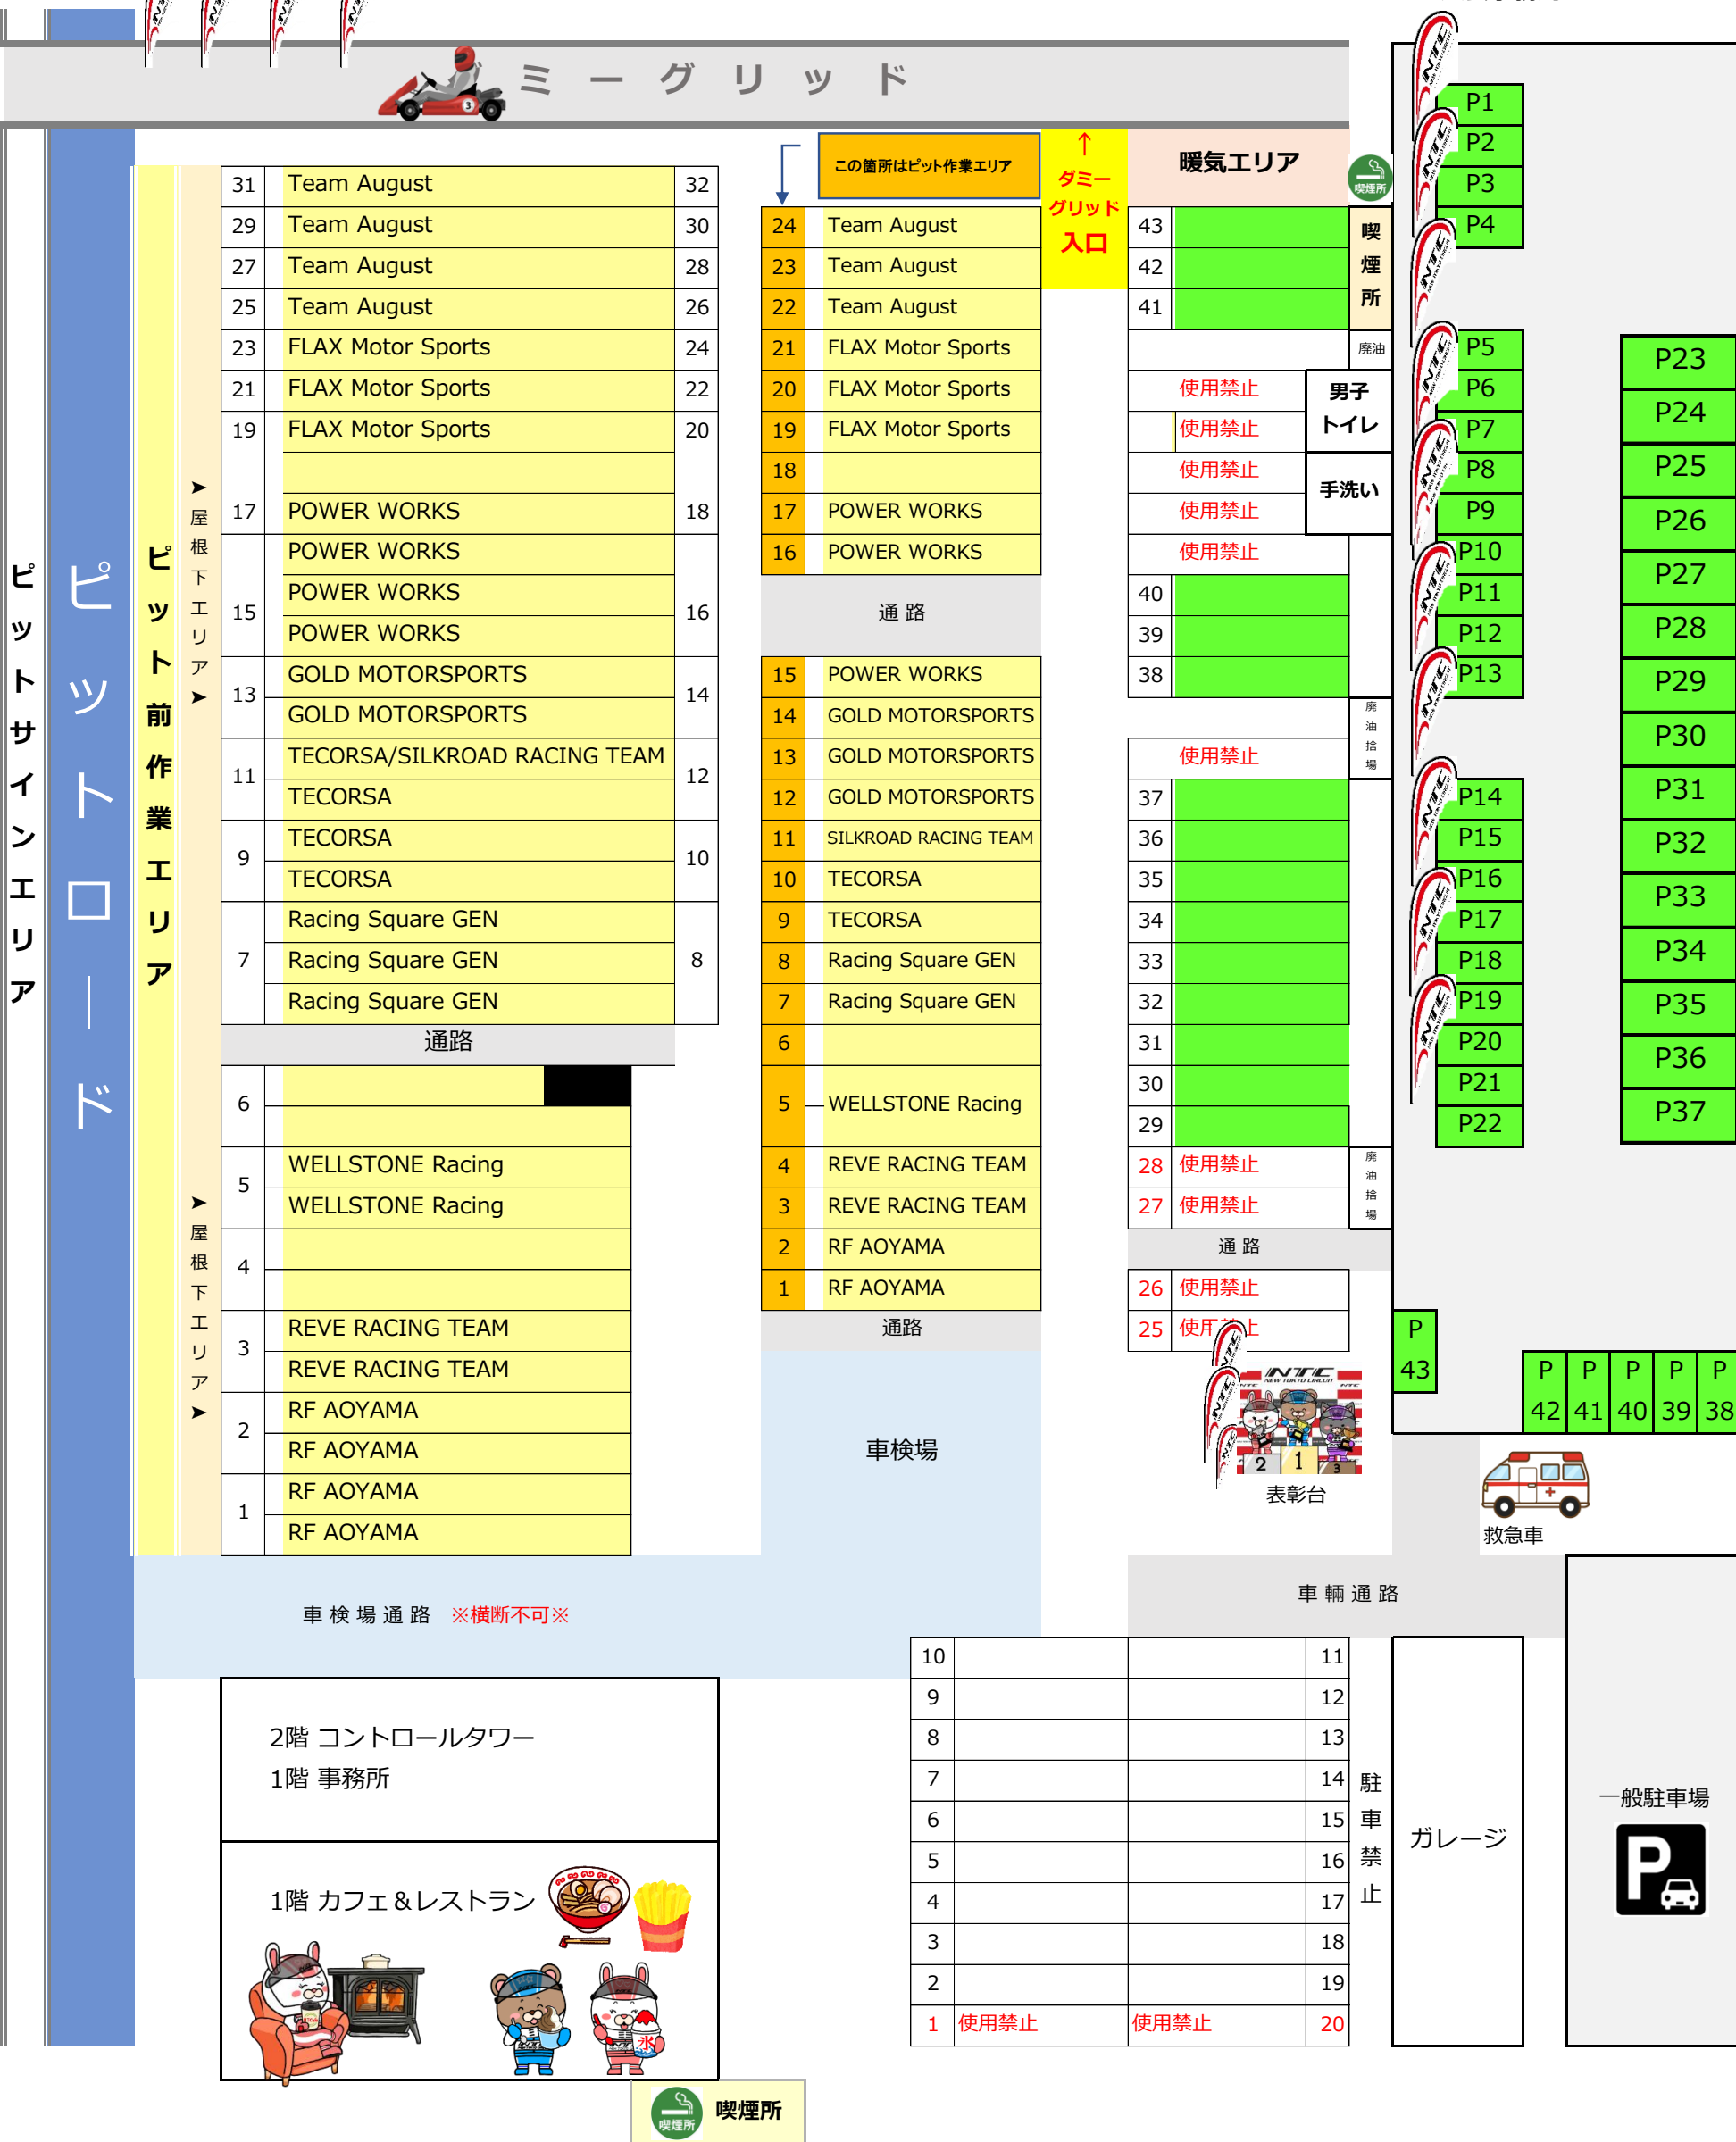 ミーグリッド
ピットサインエリア
ピットロード
ピット前作業エリア
➤屋根下エリア➤
➤屋根下エリア➤
31 Team August 32
29 Team August 30
27 Team August 28
25 Team August 26
23 FLAX Motor Sports 24
21 FLAX Motor Sports 22
19 FLAX Motor Sports 20
17 POWER WORKS 18
POWER WORKS
15 POWER WORKS 16
POWER WORKS
13 GOLD MOTORSPORTS 14
GOLD MOTORSPORTS
11 TECORSA/SILKROAD RACING TEAM 12
TECORSA
9 TECORSA 10
TECORSA
Racing Square GEN
7 Racing Square GEN 8
Racing Square GEN
通路
6
5 WELLSTONE Racing
WELLSTONE Racing
4
3 REVE RACING TEAM
REVE RACING TEAM
2 RF AOYAMA
RF AOYAMA
1 RF AOYAMA
RF AOYAMA
この箇所はピット作業エリア
24 Team August
23 Team August
22 Team August
21 FLAX Motor Sports
20 FLAX Motor Sports
19 FLAX Motor Sports
18
17 POWER WORKS
16 POWER WORKS
通路
15 POWER WORKS
14 GOLD MOTORSPORTS
13 GOLD MOTORSPORTS
12 GOLD MOTORSPORTS
11 SILKROAD RACING TEAM
10 TECORSA
9 TECORSA
8 Racing Square GEN
7 Racing Square GEN
6
5 WELLSTONE Racing
4 REVE RACING TEAM
3 REVE RACING TEAM
2 RF AOYAMA
1 RF AOYAMA
通路
車検場
↑
ダミー
グリッド
入口
暖気エリア
喫煙所
43
42
41
喫煙所
廃油
使用禁止
使用禁止
男子
トイレ
使用禁止
使用禁止
手洗い
使用禁止
40
39
38
廃油捨場
使用禁止
37
36
35
34
33
32
31
30
29
28 使用禁止
27 使用禁止
廃油捨場
通路
26 使用禁止
25 使用禁止
NTC
NEW TOKYO CIRCUIT
2 1 3
表彰台
P1
P2
P3
P4
P5
P6
P7
P8
P9
P10
P11
P12
P13
P14
P15
P16
P17
P18
P19
P20
P21
P22
P23
P24
P25
P26
P27
P28
P29
P30
P31
P32
P33
P34
P35
P36
P37
P43
P42 P41 P40 P39 P38
救急車
車検場通路 ※横断不可※
車輛通路
10 11
9 12
8 13
7 14
6 15
5 16
4 17
3 18
2 19
1 使用禁止 使用禁止 20
駐車禁止
ガレージ
一般駐車場
P
2階 コントロールタワー
1階 事務所
1階 カフェ&レストラン
氷
喫煙所
喫煙所